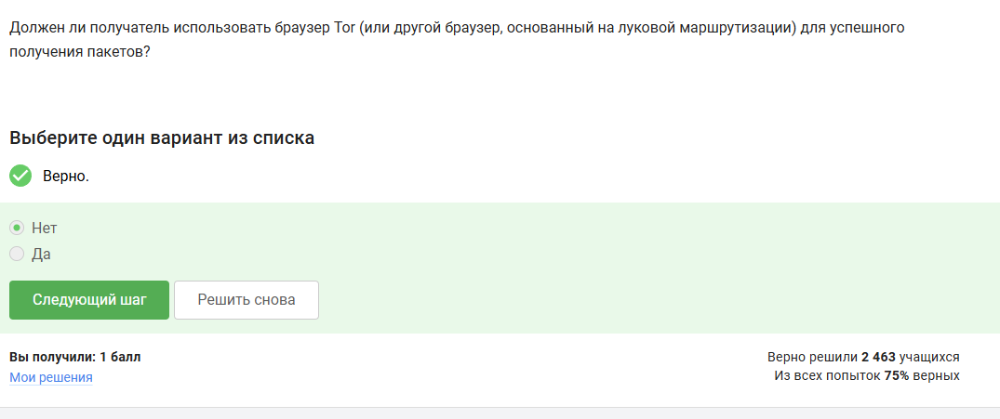 Должен ли получатель использовать браузер Tor (или другой браузер, основанный на луковой маршрутизации) для успешного
получения пакетов?
Выберите один вариант из списка
Верно.
Нет
Да
Следующий шаг
Решить снова
Вы получили: 1 балл
Мои решения
Верно решили 2 463 учащихся
Из всех попыток 75% верных